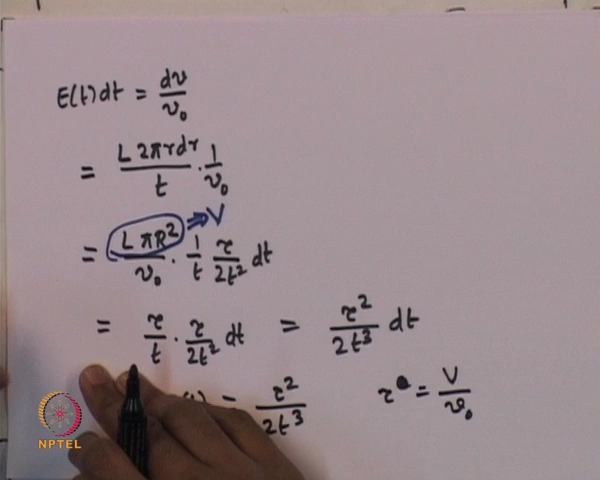 E(t)dt = dv/v₀
= L 2πr dr/t · 1/v₀
= L πR²/v₀ · 1/t τ/2t² dt ⇒ V
= τ/t · τ/2t² dt = τ²/2t³ dt
= τ²/2t³ τ = V/v₀
NPTEL